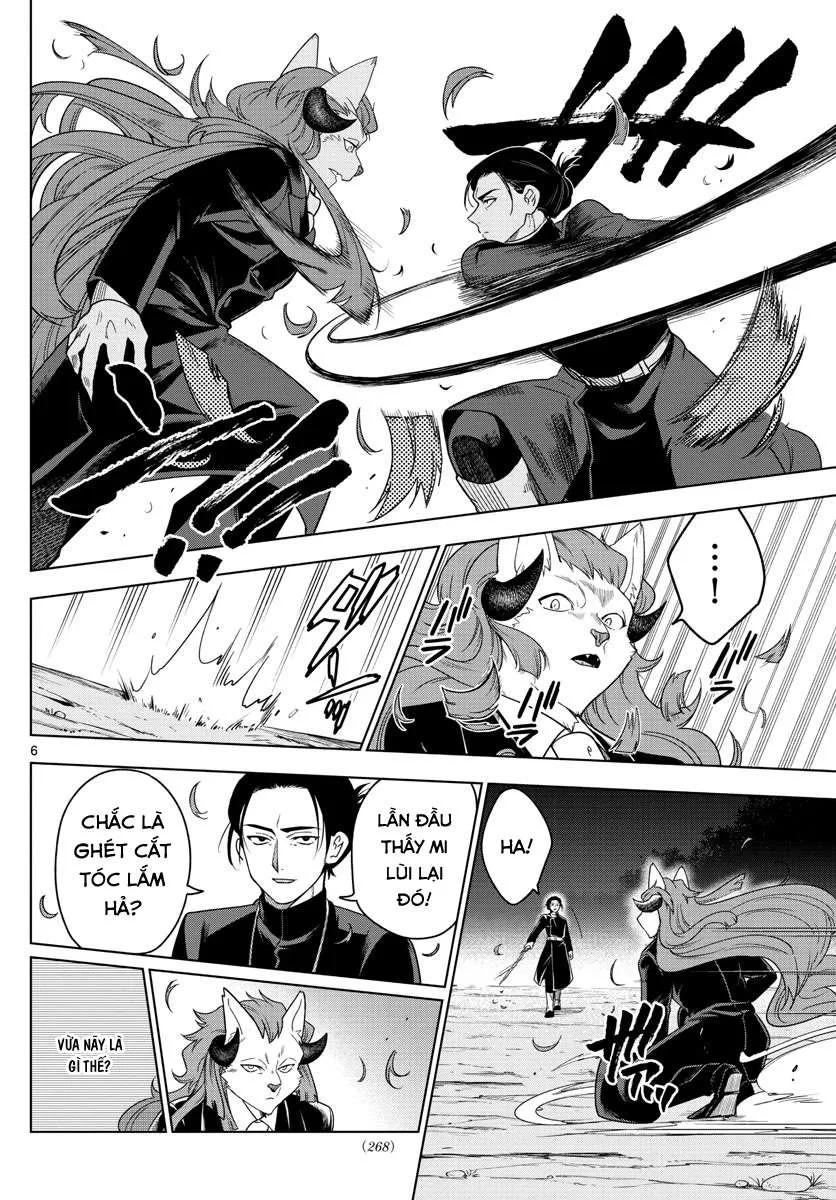 …!
6
HA!
LẦN ĐẦU
THẤY MI
LÙI LẠI
ĐÓ!
CHẮC LÀ
GHÉT CẮT
TÓC LẮM
HẢ?
VỪA NÃY LÀ
GÌ THẾ?
(268)